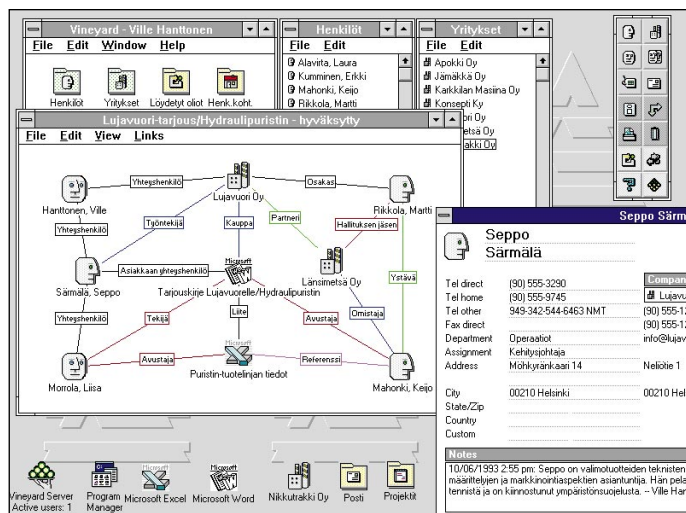 Vineyard - Ville Hanttonen
File Edit Window Help
Henkilöt
Yritykset
Löydetyt oliot
Henk.koht.
Henkilöt
File Edit
Alavirta, Laura
Kumminen, Erkki
Mahonki, Keijo
Rikkola, Martti
Yritykset
File Edit
Apokki Oy
Jämäkkä Oy
Karkkilan Masiina Oy
Konsepti Ky
Lujavuori-tarjous/Hydraulipuristin - hyväksytty
File Edit View Links
Yhteyshenkilö
Osakas
Lujavuori Oy
Hanttonen, Ville
Rikkola, Martti
Työntekijä
Kauppa
Partneri
Hallituksen jäsen
Yhteyshenkilö
Asiakkaan yhteyshenkilö
Microsoft
Länsimetsä Oy
Ystävä
Särmälä, Seppo
Tarjouskirje Lujavuorelle/Hydraulipuristin
Yhteyshenkilö
Tekijä
Liite
Avustaja
Omistaja
Microsoft
Avustaja
Referenssi
Morrola, Liisa
Puristin-tuotelinjan tiedot
Mahonki, Keijo
Seppo
Särmälä
Tel direct (90) 555-3290
Tel home (90) 555-9745
Tel other 949-342-544-6463 NMT
Fax direct
Department Operaatiot
Assignment Kehitysjohtaja
Address Möhkyränkaari 14
Neliötie 1
City 00210 Helsinki
State/Zip
Country
Custom
Notes
10/06/1993 2:55 pm: Seppo on valimotuotteiden teknisten
määrittelyjen ja markkinointiaspektien asiantuntija. Hän
tennistä ja on kiinnostunut ympäristönsuojelusta. -- Ville
Vineyard Server
Active users: 1
Program
Manager
Microsoft
Microsoft Excel
Microsoft
Microsoft Word
Nikkutrakki Oy
Posti
Projektit